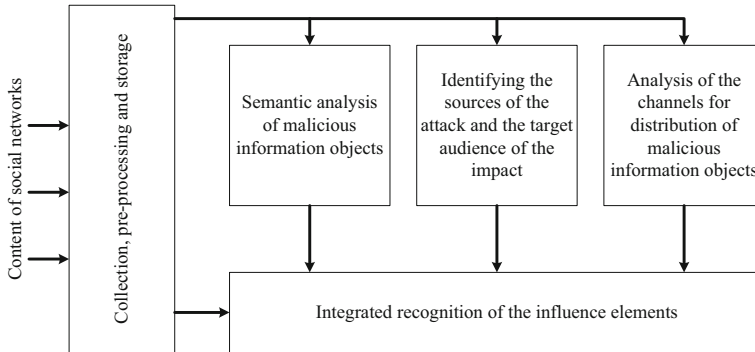 Content of social networks
Collection, pre-processing and storage
Semantic analysis
of malicious
information objects
Identifying the
sources of the
attack and the target
audience of the
impact
Analysis of the
channels for
distribution of
malicious
information objects
Integrated recognition of the influence elements